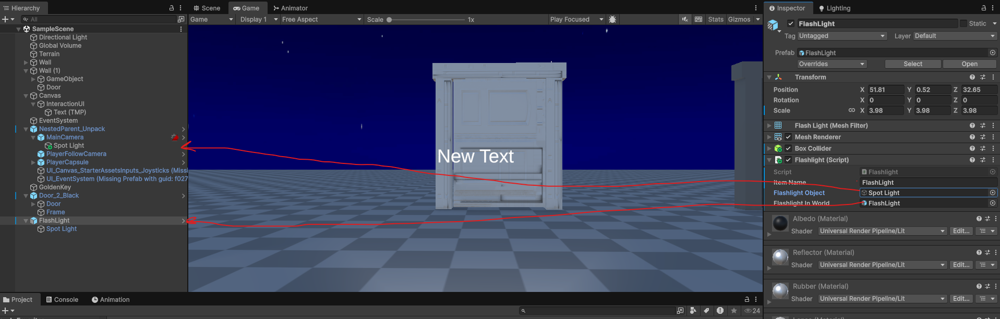 Hierarchy
All
SampleScene
Directional Light
Global Volume
Terrain
Wall
Wall (1)
GameObject
Door
Canvas
InteractionUI
Text (TMP)
EventSystem
NestedParent_Unpack
MainCamera
Spot Light
PlayerFollowCamera
PlayerCapsule
UI_Canvas_StarterAssetsInputs_Joysticks (Missi
UI_EventSystem (Missing Prefab with guid: f027
GoldenKey
Door_2_Black
Door
Frame
FlashLight
Spot Light
Scene Game Animator
Game Display 1 Free Aspect Scale 1x Play Focused Stats Gizmos
New Text
Inspector Lighting
FlashLight Static
Tag Untagged Layer Default
Prefab FlashLight
Overrides Select Open
Transform
Position X 51.81 Y 0.52 Z 32.65
Rotation X 0 Y 0 Z 0
Scale X 3.98 Y 3.98 Z 3.98
Flash Light (Mesh Filter)
Mesh Renderer
Box Collider
Flashlight (Script)
Script Flashlight
Item Name FlashLight
Flashlight Object Spot Light
Flashlight In World FlashLight
Albedo (Material)
Shader Universal Render Pipeline/Lit Edit...
Reflector (Material)
Shader Universal Render Pipeline/Lit Edit...
Rubber (Material)
Shader Universal Render Pipeline/Lit Edit...
Project Console Animation
24